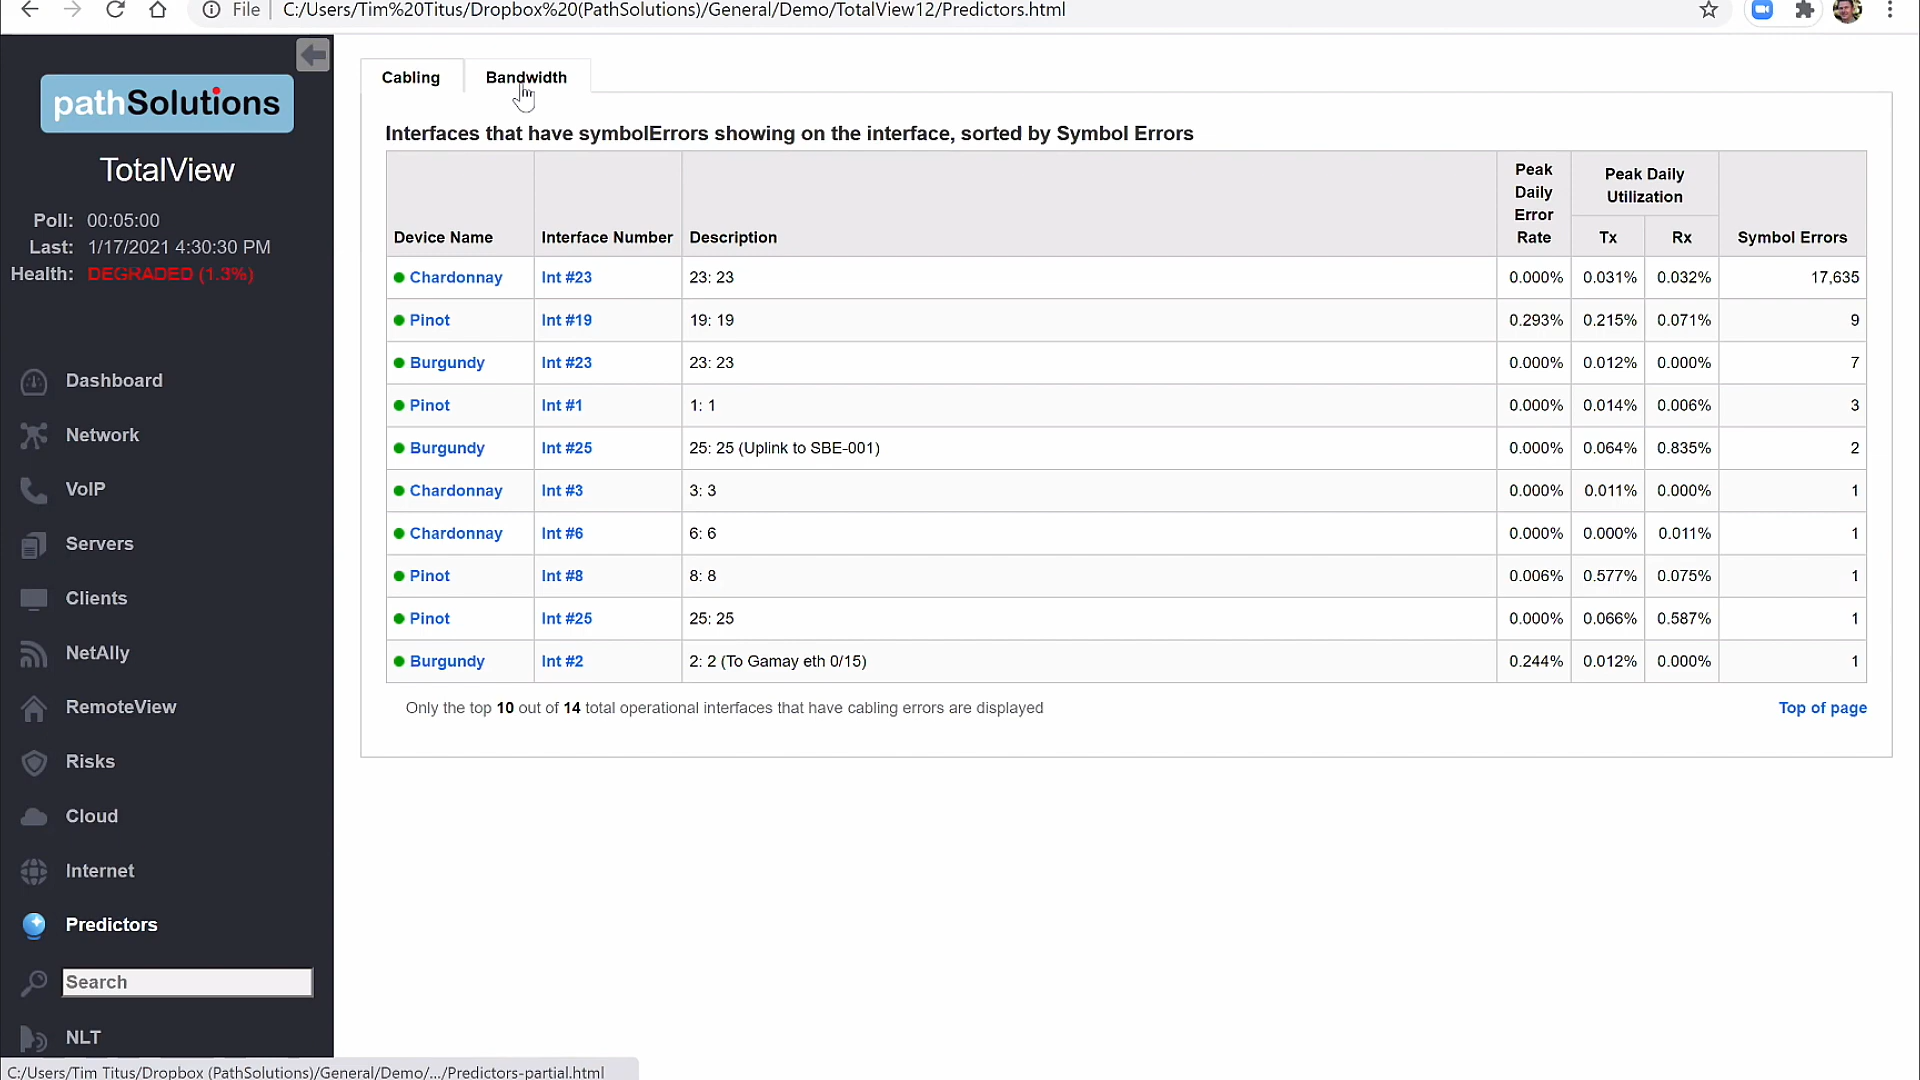 File
C:/Users/Tim%20Titus/Dropbox%20(PathSolutions)/General/Demo/TotalView12/Predictors.html
pathSolutions
TotalView
Poll: 00:05:00
Last: 1/17/2021 4:30:30 PM
Health: DEGRADED (1.3%)
Dashboard
Network
VoIP
Servers
Clients
NetAlly
RemoteView
Risks
Cloud
Internet
Predictors
Search
NLT
Cabling
Bandwidth
Interfaces that have symbolErrors showing on the interface, sorted by Symbol Errors
Device Name Interface Number Description Peak Daily Error Rate Peak Daily Utilization Tx Rx Symbol Errors
Chardonnay Int #23 23: 23 0.000% 0.031% 0.032% 17,635
Pinot Int #19 19: 19 0.293% 0.215% 0.071% 9
Burgundy Int #23 23: 23 0.000% 0.012% 0.000% 7
Pinot Int #1 1: 1 0.000% 0.014% 0.006% 3
Burgundy Int #25 25: 25 (Uplink to SBE-001) 0.000% 0.064% 0.835% 2
Chardonnay Int #3 3: 3 0.000% 0.011% 0.000% 1
Chardonnay Int #6 6: 6 0.000% 0.000% 0.011% 1
Pinot Int #8 8: 8 0.006% 0.577% 0.075% 1
Pinot Int #25 25: 25 0.000% 0.066% 0.587% 1
Burgundy Int #2 2: 2 (To Gamay eth 0/15) 0.244% 0.012% 0.000% 1
Only the top 10 out of 14 total operational interfaces that have cabling errors are displayed
Top of page
C:/Users/Tim Titus/Dropbox (PathSolutions)/General/Demo/.../Predictors-partial.html